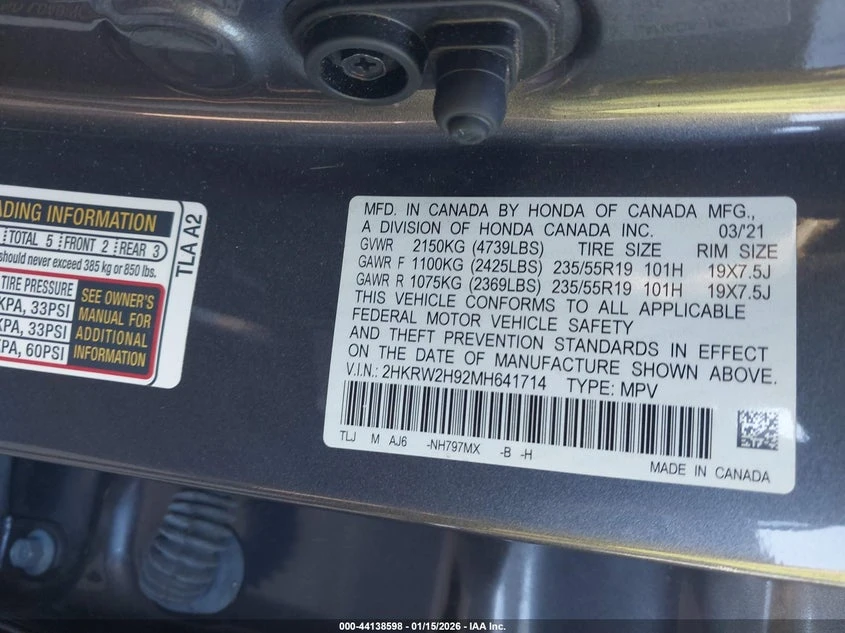 ADING INFORMATION
TOTAL 5 FRONT 2 REAR 3
should never exceed 385 kg or 850 lbs.
TIRE PRESSURE
KPA, 33PSI
KPA, 33PSI
KPA, 60PSI
SEE OWNER'S
MANUAL FOR
ADDITIONAL
INFORMATION
TLA A2
MFD. IN CANADA BY HONDA OF CANADA MFG.,
A DIVISION OF HONDA CANADA INC. 03/'21
GVWR 2150KG (4739LBS) TIRE SIZE RIM SIZE
GAWR F 1100KG (2425LBS) 235/55R19 101H 19X7.5J
GAWR R 1075KG (2369LBS) 235/55R19 101H 19X7.5J
THIS VEHICLE CONFORMS TO ALL APPLICABLE
FEDERAL MOTOR VEHICLE SAFETY
AND THEFT PREVENTION STANDARDS IN EFFECT
ON THE DATE OF MANUFACTURE SHOWN ABOVE.
V.I.N.: 2HKRW2H92MH641714 TYPE: MPV
TLJ M AJ6 -NH797MX -B -H
MADE IN CANADA
000-44138598 - 01/15/2026 - IAA Inc.